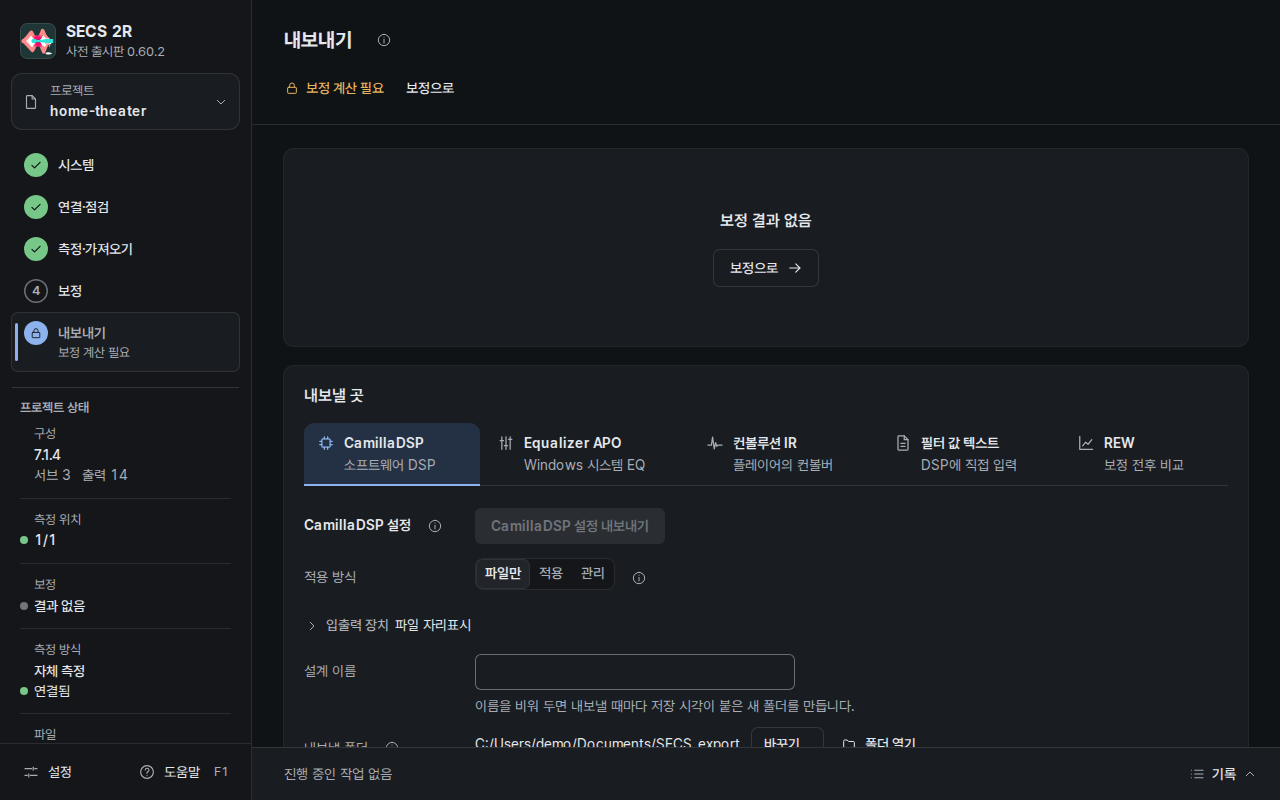 SECS 2R
사전 출시판 0.60.2
프로젝트
home-theater
시스템
연결·점검
측정·가져오기
4 보정
내보내기
보정 계산 필요
프로젝트 상태
구성
7.1.4
서브 3 출력 14
측정 위치
1/1
보정
결과 없음
측정 방식
자체 측정
연결됨
파일
설정
도움말 F1
내보내기
보정 계산 필요 보정으로
보정 결과 없음
보정으로
내보낼 곳
CamillaDSP
소프트웨어 DSP
Equalizer APO
Windows 시스템 EQ
컨볼루션 IR
플레이어의 컨볼버
필터 값 텍스트
DSP에 직접 입력
REW
보정 전후 비교
CamillaDSP 설정
CamillaDSP 설정 내보내기
적용 방식
파일만 적용 관리
입출력 장치 파일 자리표시
설계 이름
이름을 비워 두면 내보낼 때마다 저장 시각이 붙은 새 폴더를 만듭니다.
내보낼 폴더
C:/Users/demo/Documents/SECS_export
바꾸기
폴더 열기
진행 중인 작업 없음
기록